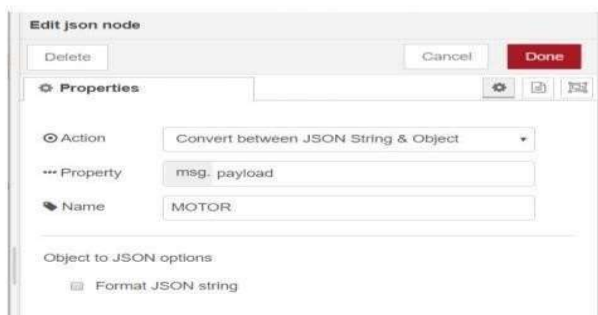 Edit json node
Delete Cancel Done
Properties
Action Convert between JSON String & Object
Property msg. payload
Name MOTOR
Object to JSON options
Format JSON string